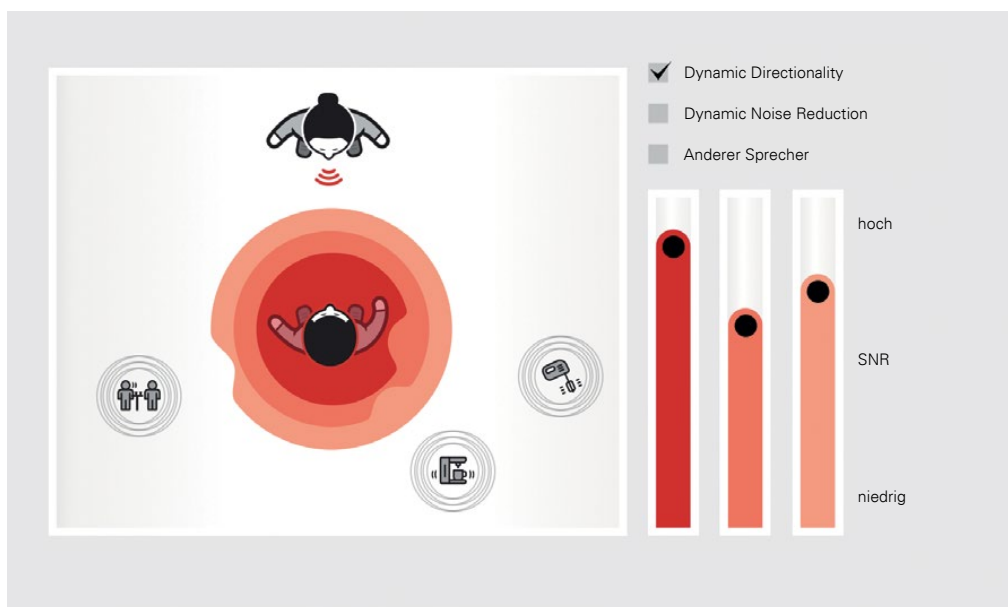 Dynamic Directionality
Dynamic Noise Reduction
Anderer Sprecher
hoch
SNR
niedrig